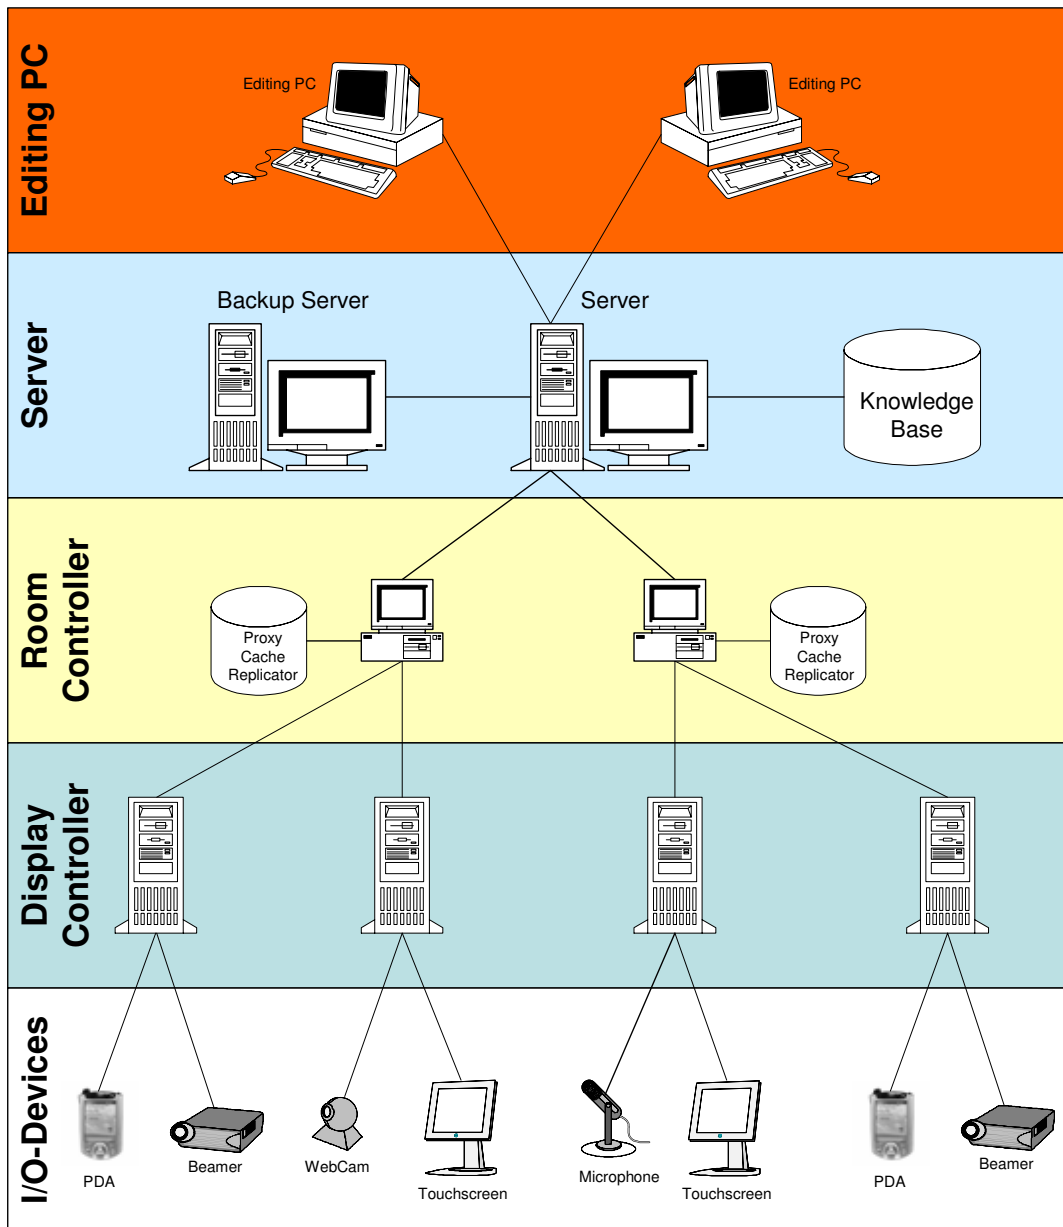 Editing PC
Editing PC
Editing PC
Server
Backup Server
Server
Knowledge
Base
Room
Controller
Proxy
Cache
Replicator
Proxy
Cache
Replicator
Display
Controller
I/O-Devices
PDA
Beamer
WebCam
Touchscreen
Microphone
Touchscreen
PDA
Beamer